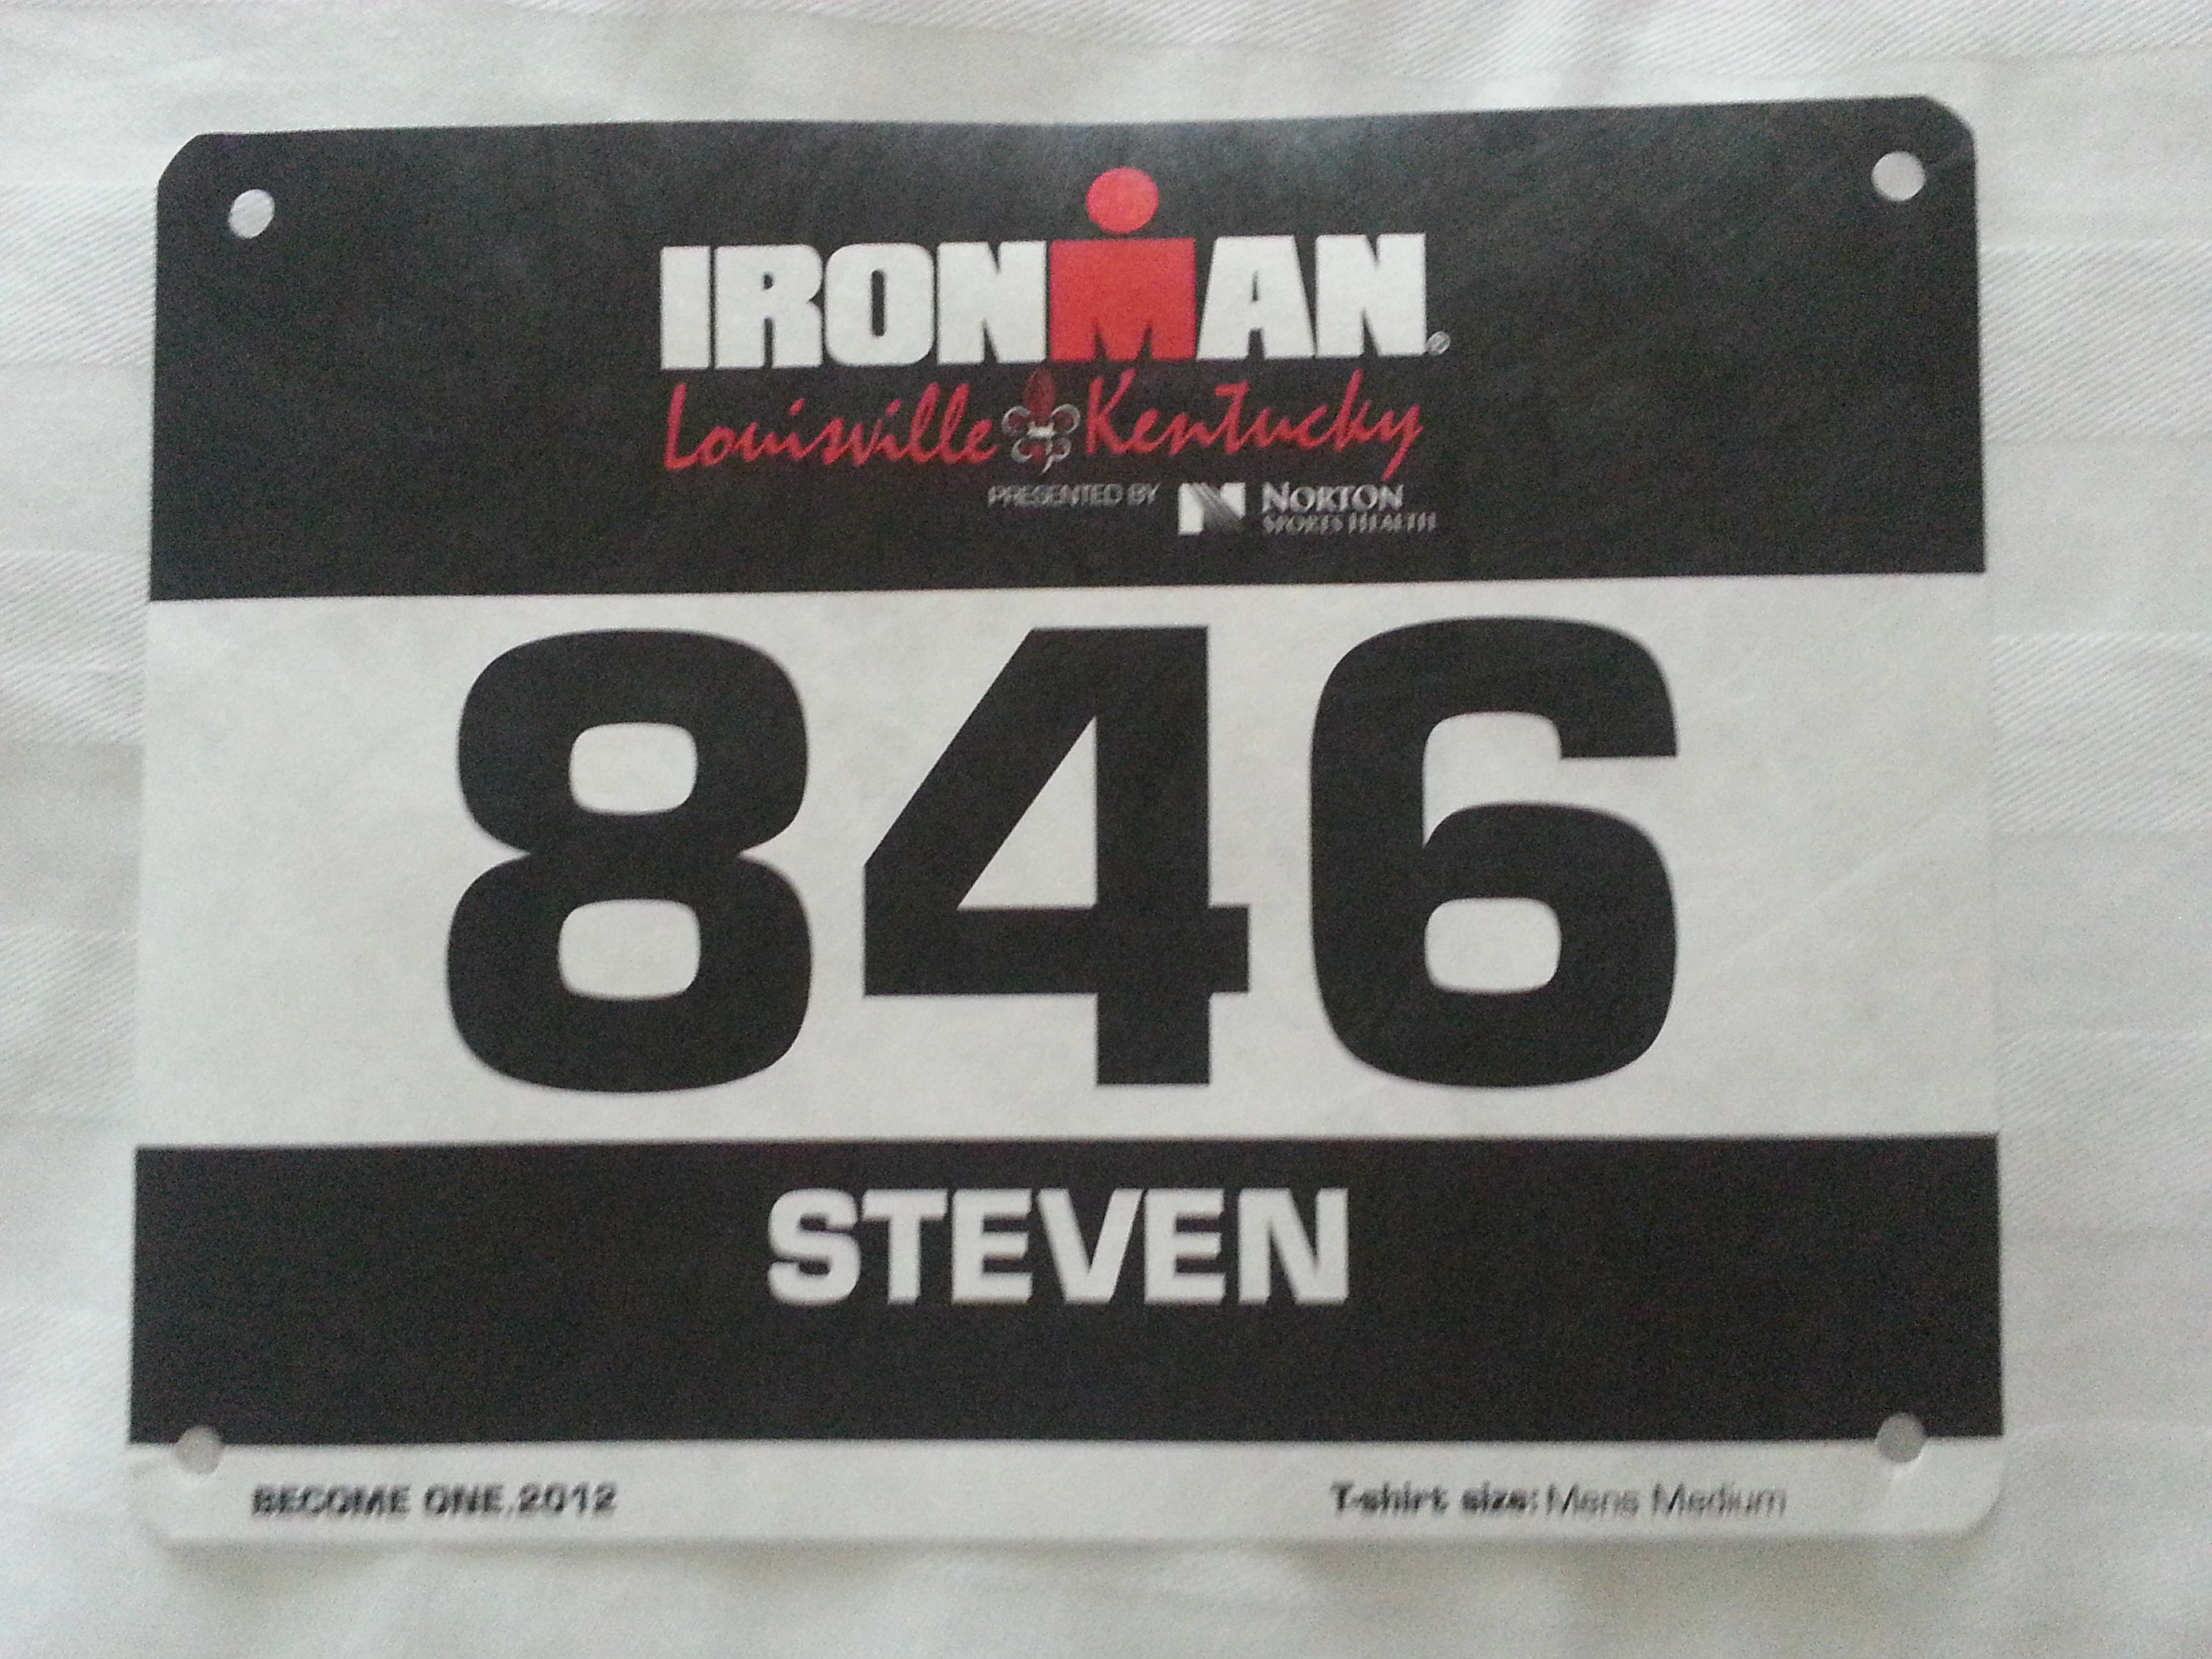 IRONMAN®
Louisville Kentucky
PRESENTED BY NORTON
SPORTS HEALTH
846
STEVEN
BECOME ONE.2012 T-shirt size: Mens Medium